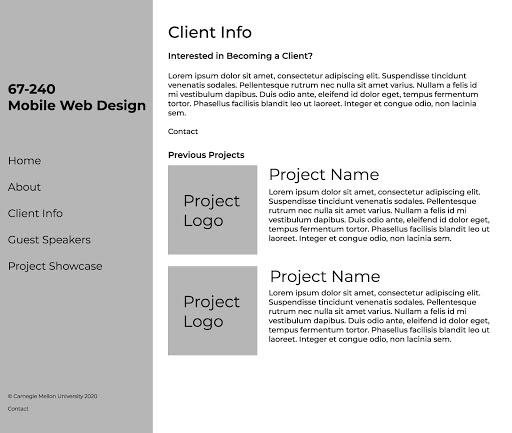 67-240
Mobile Web Design
Home
About
Client Info
Guest Speakers
Project Showcase
© Carnegie Mellon University 2020
Contact
Client Info
Interested in Becoming a Client?
Lorem ipsum dolor sit amet, consectetur adipiscing elit. Suspendisse tincidunt
venenatis sodales. Pellentesque rutrum nec nulla sit amet varius. Nullam a felis id
mi vestibulum dapibus. Duis odio ante, eleifend id dolor eget, tempus fermentum
tortor. Phasellus facilisis blandit leo ut laoreet. Integer et congue odio, non lacinia
sem.
Contact
Previous Projects
Project
Logo
Project Name
Lorem ipsum dolor sit amet, consectetur adipiscing elit.
Suspendisse tincidunt venenatis sodales. Pellentesque
rutrum nec nulla sit amet varius. Nullam a felis id mi
vestibulum dapibus. Duis odio ante, eleifend id dolor eget,
tempus fermentum tortor. Phasellus facilisis blandit leo ut
laoreet. Integer et congue odio, non lacinia sem.
Project
Logo
Project Name
Lorem ipsum dolor sit amet, consectetur adipiscing elit.
Suspendisse tincidunt venenatis sodales. Pellentesque
rutrum nec nulla sit amet varius. Nullam a felis id mi
vestibulum dapibus. Duis odio ante, eleifend id dolor eget,
tempus fermentum tortor. Phasellus facilisis blandit leo ut
laoreet. Integer et congue odio, non lacinia sem.